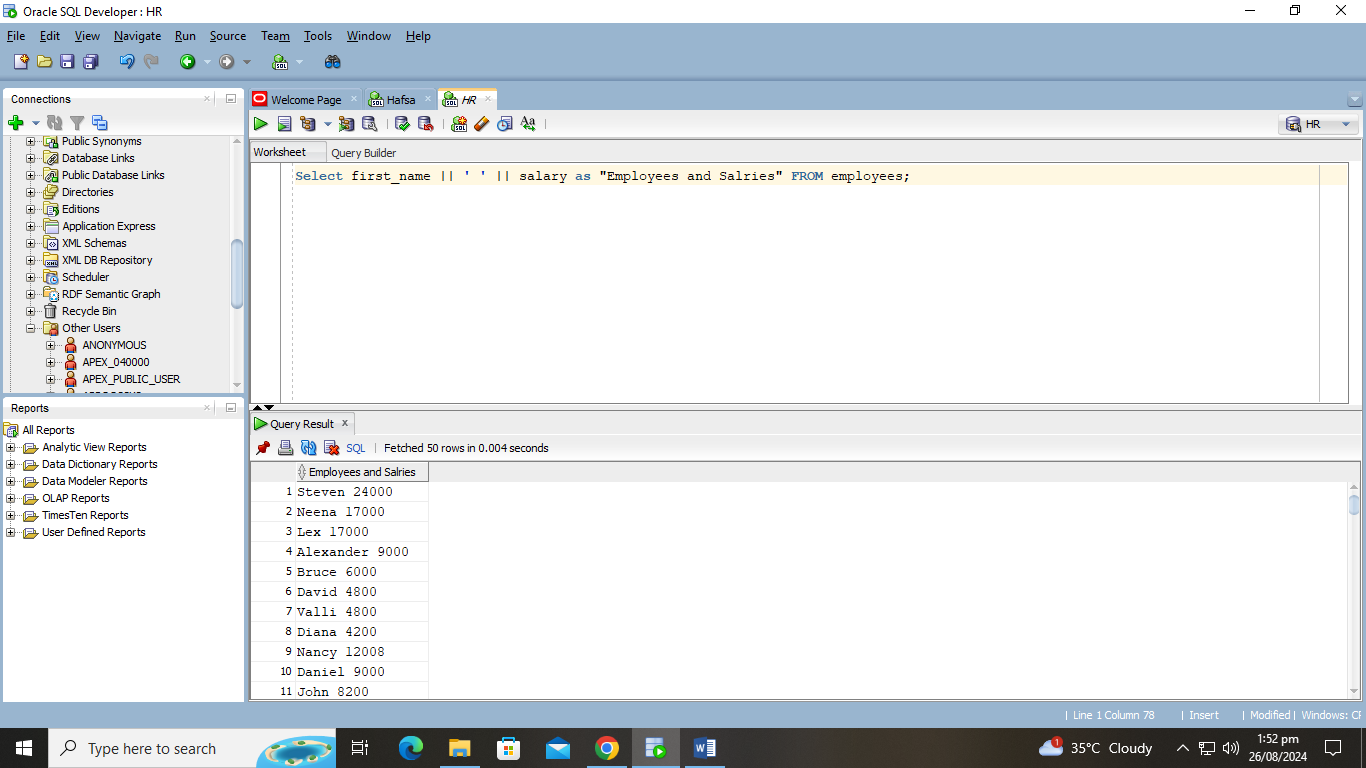 Oracle SQL Developer : HR
File Edit View Navigate Run Source Team Tools Window Help
Connections
Public Synonyms
Database Links
Public Database Links
Directories
Editions
Application Express
XML Schemas
XML DB Repository
Scheduler
RDF Semantic Graph
Recycle Bin
Other Users
ANONYMOUS
APEX_040000
APEX_PUBLIC_USER
Reports
All Reports
Analytic View Reports
Data Dictionary Reports
Data Modeler Reports
OLAP Reports
TimesTen Reports
User Defined Reports
Welcome Page Hafsa HR
HR
Worksheet Query Builder
Select first_name || ' ' || salary as "Employees and Salries" FROM employees;
Query Result
SQL | Fetched 50 rows in 0.004 seconds
Employees and Salries
1 Steven 24000
2 Neena 17000
3 Lex 17000
4 Alexander 9000
5 Bruce 6000
6 David 4800
7 Valli 4800
8 Diana 4200
9 Nancy 12008
10 Daniel 9000
11 John 8200
| Line 1 Column 78 | Insert | Modified | Windows: CF
Type here to search
1
35°C Cloudy
1:52 pm
26/08/2024